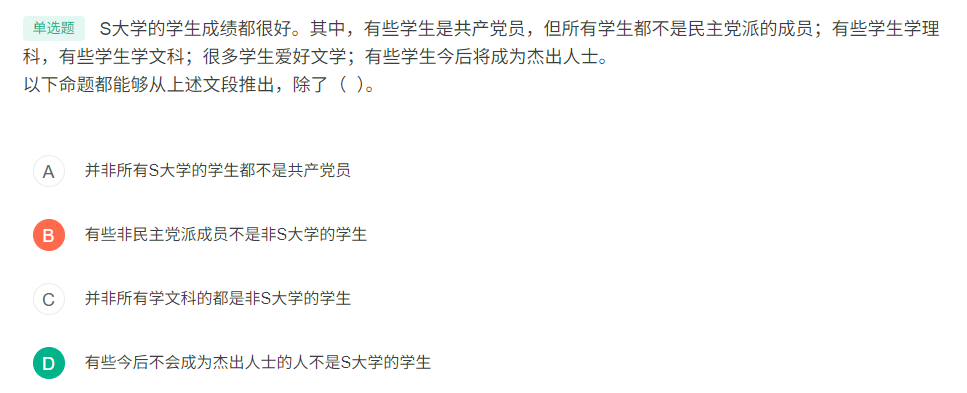 单选题 S大学的学生成绩都很好。其中，有些学生是共产党员，但所有学生都不是民主党派的成员；有些学生学理
科，有些学生学文科；很多学生爱好文学；有些学生今后将成为杰出人士。
以下命题都能够从上述文段推出，除了（ ）。
A 并非所有S大学的学生都不是共产党员
B 有些非民主党派成员不是非S大学的学生
C 并非所有学文科的都是非S大学的学生
D 有些今后不会成为杰出人士的人不是S大学的学生